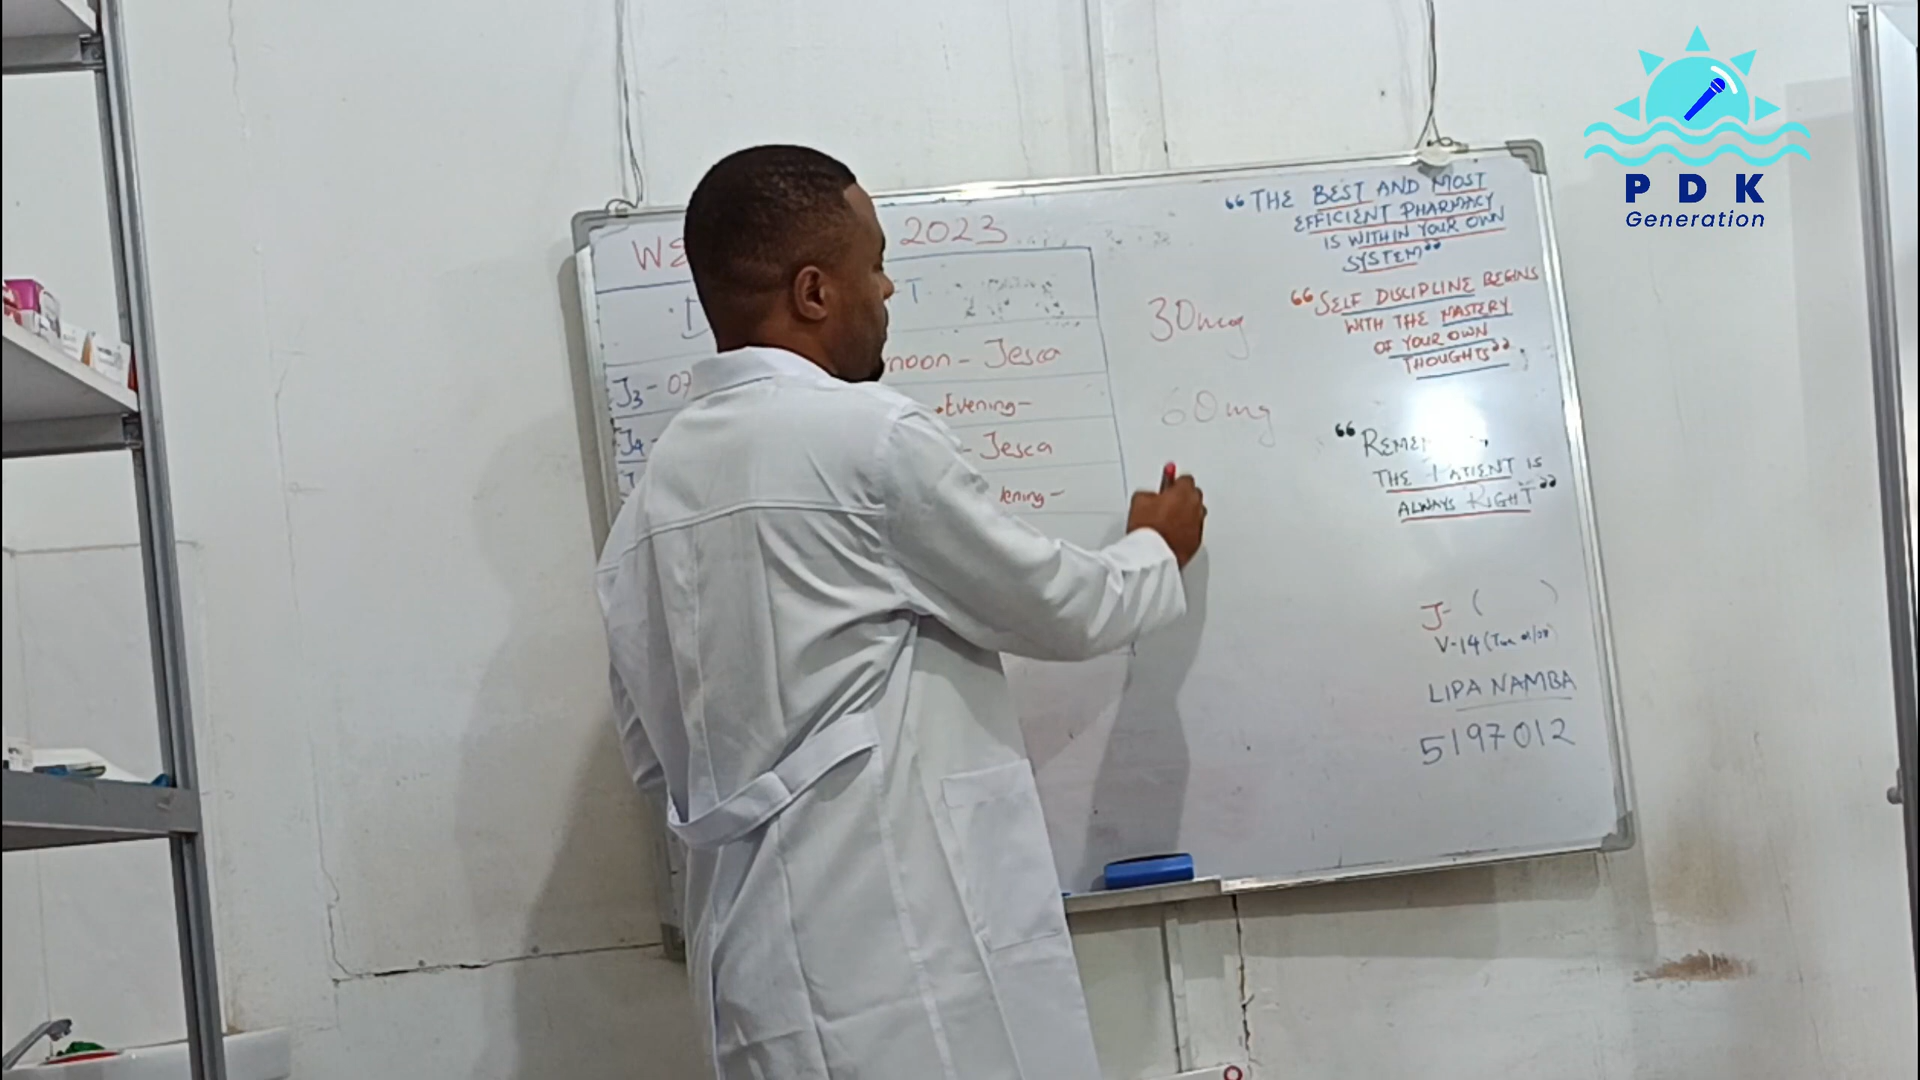 2023
noon - Jesca
J3 - 07
•Evening-
J4 -
- Jesca
ening-
30mg
60mg
“THE BEST AND MOST
EFFICIENT PHARMACY
IS WITHIN YOUR OWN
SYSTEM”
“SELF DISCIPLINE BEGINS
WITH THE MASTERY
OF YOUR OWN
THOUGHTS”
“
THE PATIENT IS
ALWAYS RIGHT”
J- ( )
V-14
LIPA NAMBA
5197012
PDK
Generation